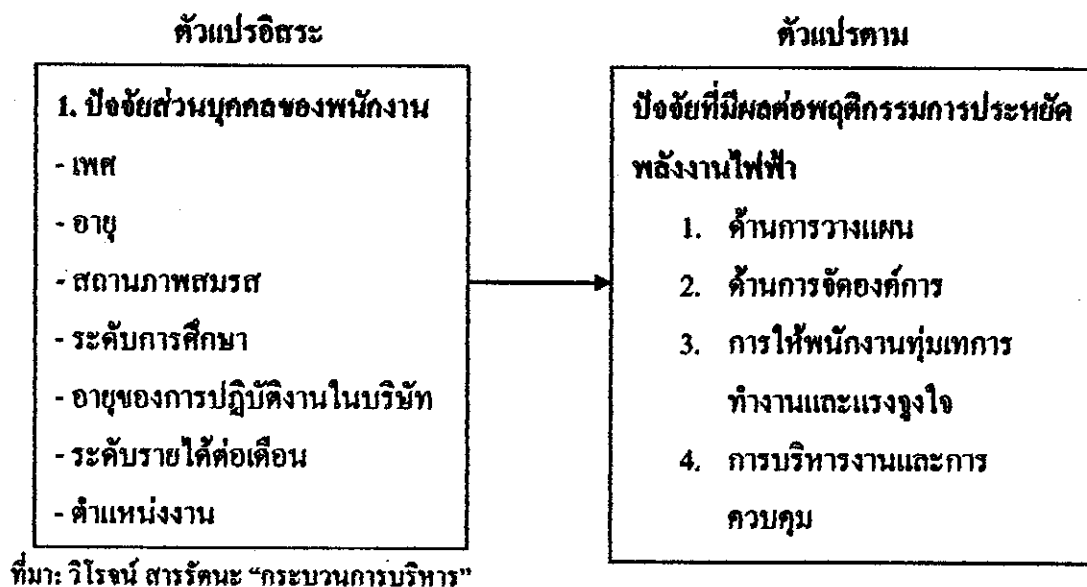 ตัวแปรอิสระ
1. ปัจจัยส่วนบุคคลของพนักงาน
- เพศ
- อายุ
- สถานภาพสมรส
- ระดับการศึกษา
- อายุของการปฏิบัติงานในบริษัท
- ระดับรายได้ต่อเดือน
- ตำแหน่งงาน
ตัวแปรตาม
ปัจจัยที่มีผลต่อพฤติกรรมการประหยัด
พลังงานไฟฟ้า
1. ด้านการวางแผน
2. ด้านการจัดองค์การ
3. การให้พนักงานทุ่มเทการ
ทำงานและแรงจูงใจ
4. การบริหารงานและการ
ควบคุม
ที่มา: วิโรจน์ สารรัตนะ “กระบวนการบริหาร”